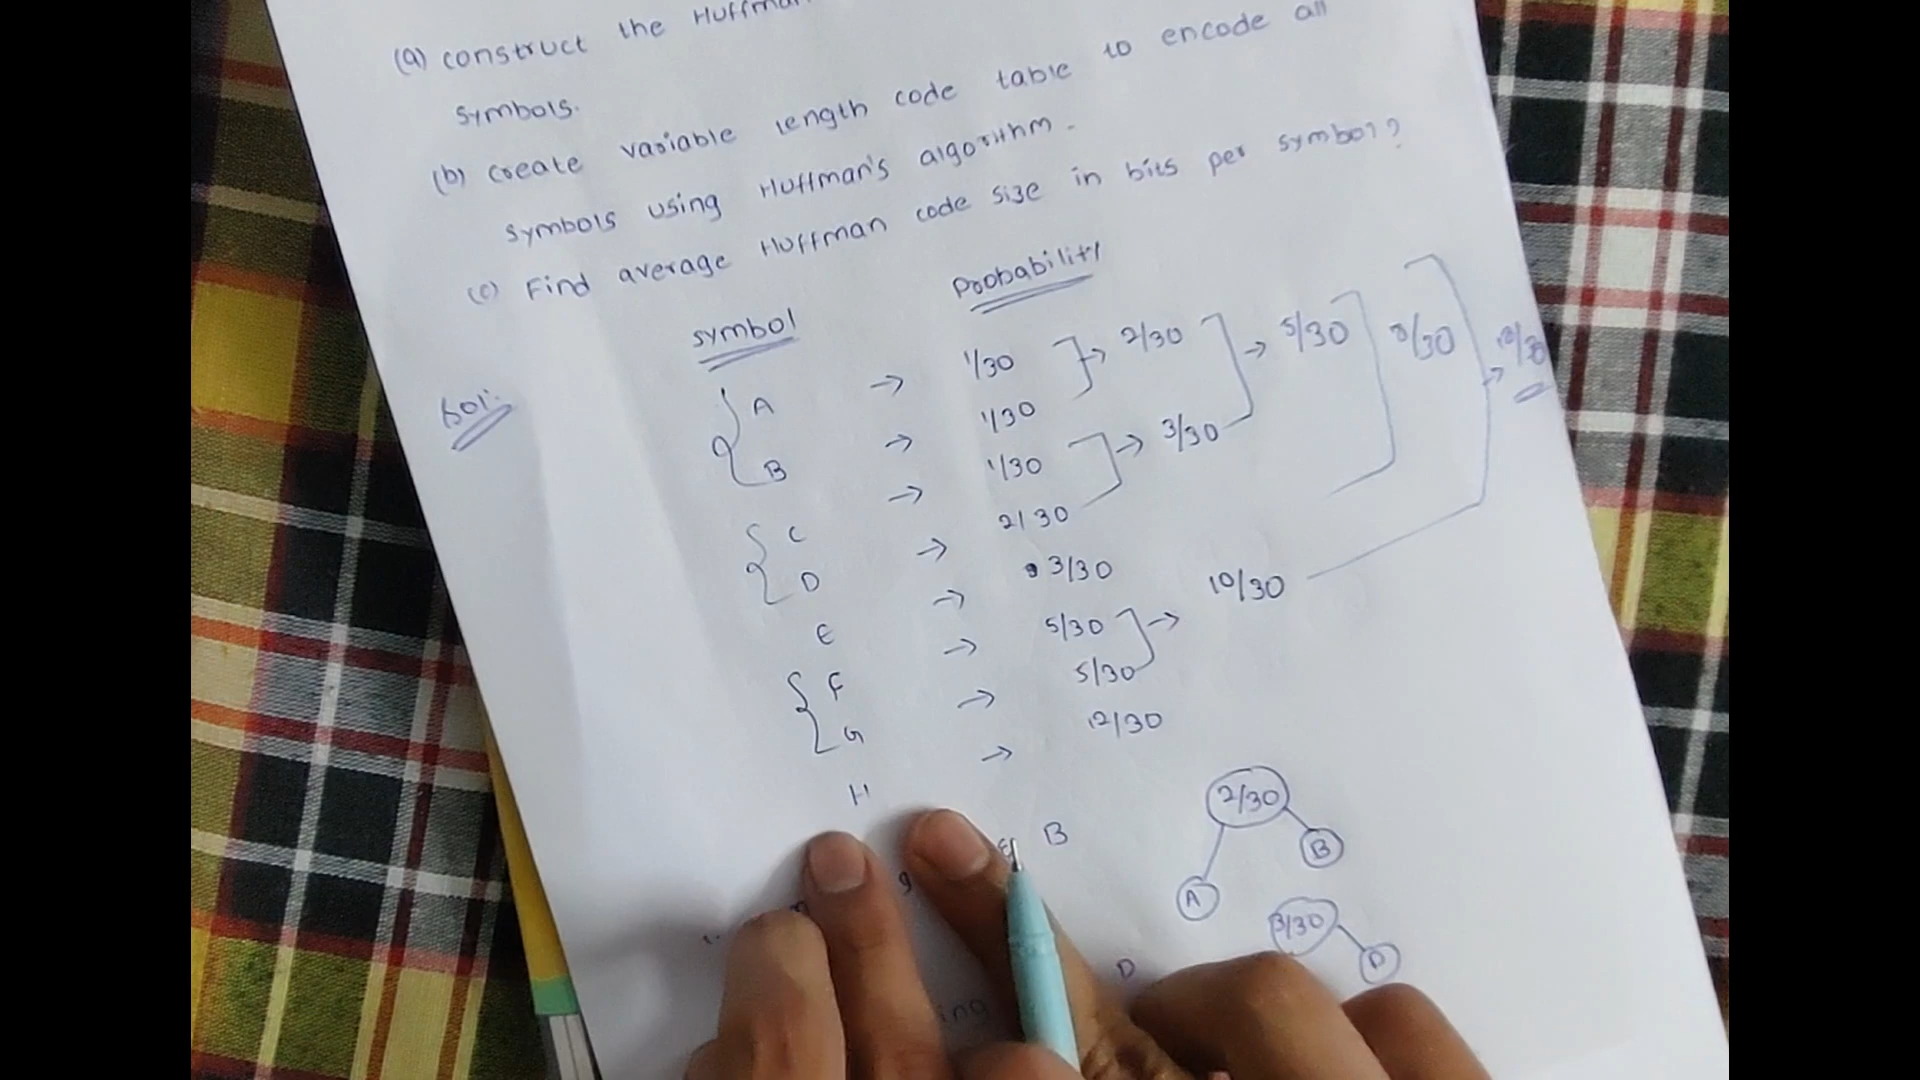 (a) construct the Huffman
symbols.
(b) create variable length code table to encode all
symbols using Huffman's algorithm.
(c) Find average Huffman code size in bits per symbol?
symbol Probability
Sol:
A → 1/30 → 2/30 → 5/30 8/30 →
B → 1/30
C → 1/30 → 3/30
D → 2/30
E → 3/30
F → 5/30 → 10/30
G → 5/30
H → 12/30
B
2/30
A B
D
3/30
D
ing